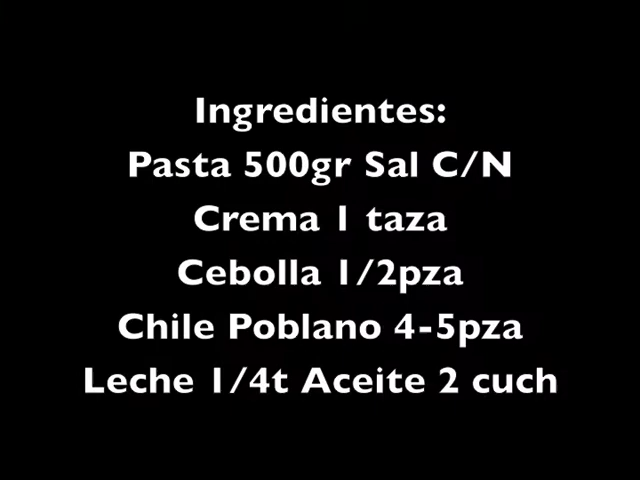 Ingredientes:
Pasta 500gr Sal C/N
Crema 1 taza
Cebolla 1/2pza
Chile Poblano 4-5pza
Leche 1/4t Aceite 2 cuch